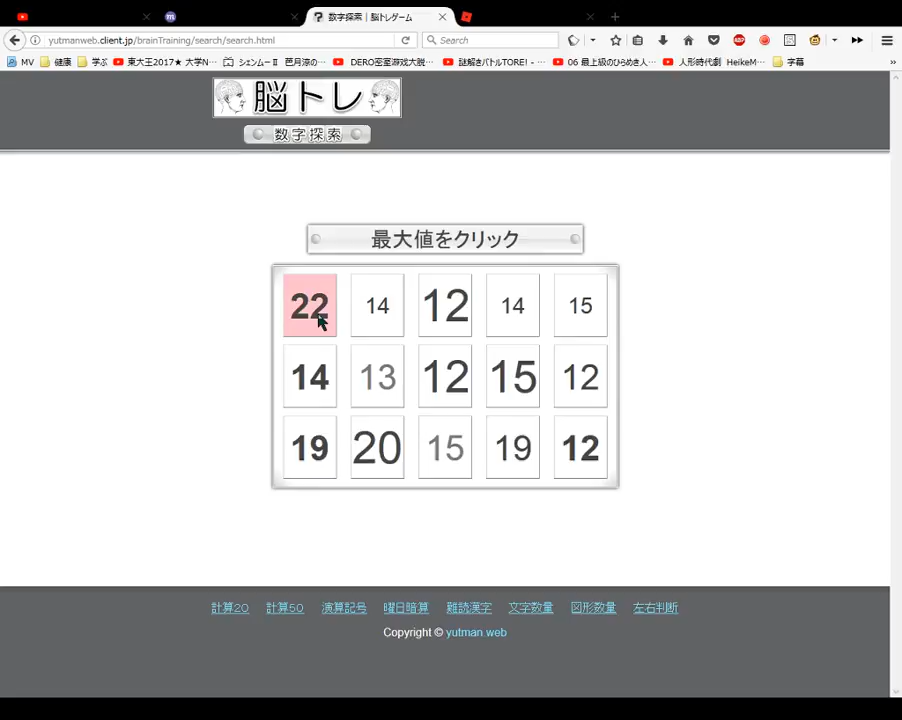 数字探索 | 脳トレゲーム
yutmanweb.client.jp/brainTraining/search/search.html
Search
MV 健康 学ぶ 東大王2017★ 大学N… シェンムーⅡ 芭月涼の… DERO密室游戏大脱… 謎解きバトルTORE! - … 06 最上級のひらめき人… 人形時代劇 HeikeM… 字幕
脳トレ
数字探索
最大値をクリック
22 14 12 14 15
14 13 12 15 12
19 20 15 19 12
計算20 計算50 演算記号 曜日暗算 難読漢字 文字数量 図形数量 左右判断
Copyright © yutman.web